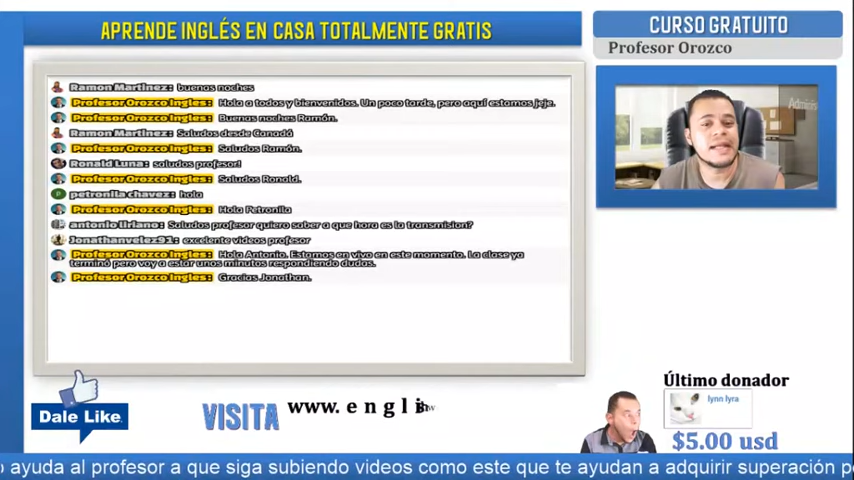 APRENDE INGLÉS EN CASA TOTALMENTE GRATIS
CURSO GRATUITO
Profesor Orozco
Ramon Martinez: buenas noches
Profesor Orozco Ingles: Hola a todos y bienvenidos. Un poco tarde, pero aquí estamos jeje.
Profesor Orozco Ingles: Buenas noches Ramón.
Ramon Martinez: Saludos desde Canadá
Profesor Orozco Ingles: Saludos Ramón.
Ronald Luna: saludos profesor!
Profesor Orozco Ingles: Saludos Ronald.
petronila chavez: hola
Profesor Orozco Ingles: Hola Petronila
antonio liriano: Saludos profesor quiero saber a que hora es la transmision?
Jonathanvelez91: excelente videos profesor
Profesor Orozco Ingles: Hola Antonio. Estamos en vivo en este momento. La clase ya
terminó pero voy a estar unos minutos respondiendo dudas.
Profesor Orozco Ingles: Gracias Jonathan.
Adminis
Último donador
lynn lyra
$5.00 usd
Dale Like.
VISITA www. e n g l i
o ayuda al profesor a que siga subiendo videos como este que te ayudan a adquirir superación p